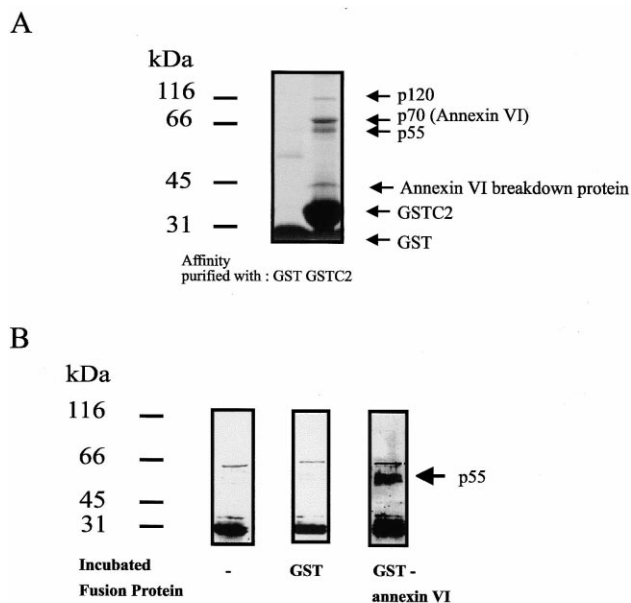 A
kDa
116
66
45
31
p120
p70 (Annexin VI)
p55
Annexin VI breakdown protein
GSTC2
GST
Affinity
purified with : GST GSTC2
B
kDa
116
66
45
31
p55
Incubated
Fusion Protein
-
GST
GST -
annexin VI